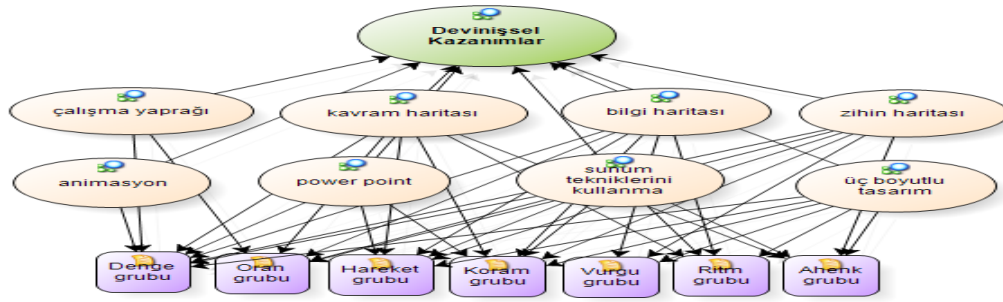 Devinişsel
Kazanımlar
çalışma yaprağı
kavram haritası
bilgi haritası
zihin haritası
animasyon
power point
sunum
tekniklerini
kullanma
üç boyutlu
tasarım
Denge
grubu
Oran
grubu
Hareket
grubu
Koram
grubu
Vurgu
grubu
Ritm
grubu
Ahenk
grubu